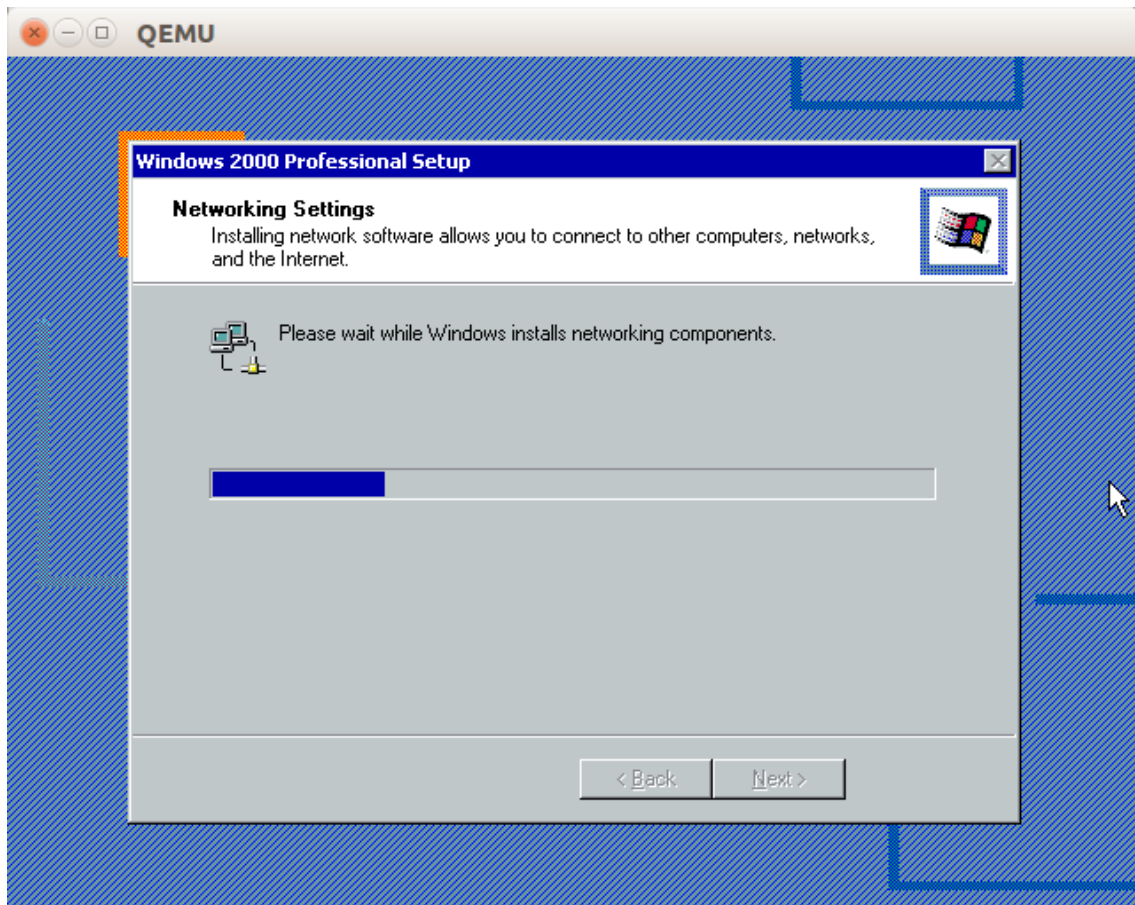 QEMU
Windows 2000 Professional Setup
Networking Settings
Installing network software allows you to connect to other computers, networks,
and the Internet.
Please wait while Windows installs networking components.
< Back
Next >